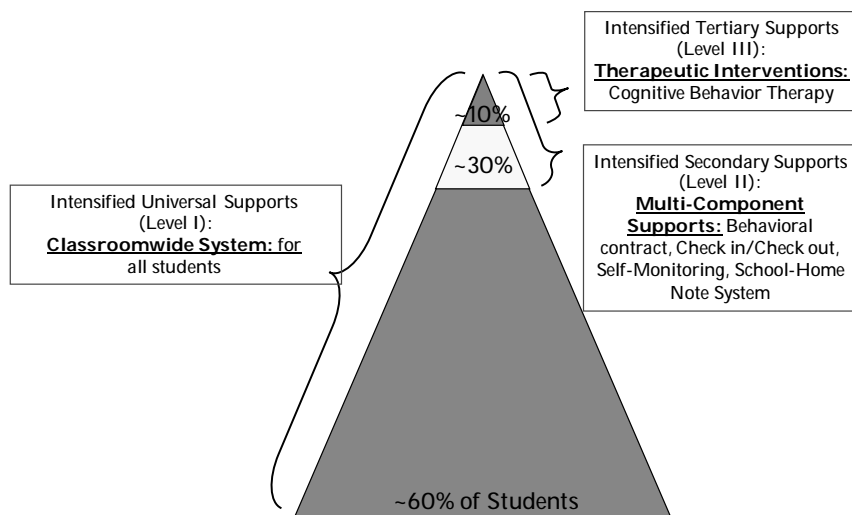 Intensified Tertiary Supports
(Level III):
Therapeutic Interventions:
Cognitive Behavior Therapy
~10%
~30%
Intensified Secondary Supports
(Level II):
Multi-Component
Supports: Behavioral
contract, Check in/Check out,
Self-Monitoring, School-Home
Note System
Intensified Universal Supports
(Level I):
Classroomwide System: for
all students
~60% of Students